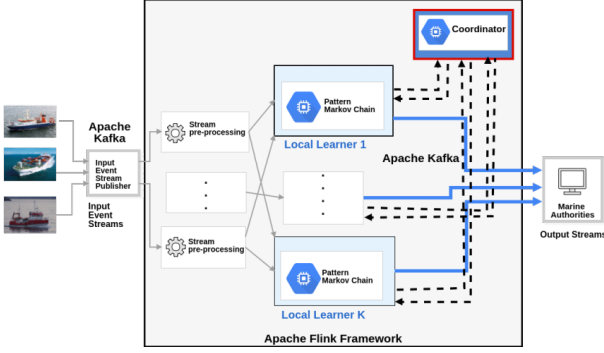 Coordinator
Pattern
Markov Chain
Local Learner 1
Stream
pre-processing
Apache
Kafka
Input
Event
Stream
Publisher
Input
Event
Streams
Apache Kafka
Marine
Authorities
Output Streams
Stream
pre-processing
Pattern
Markov Chain
Local Learner K
Apache Flink Framework